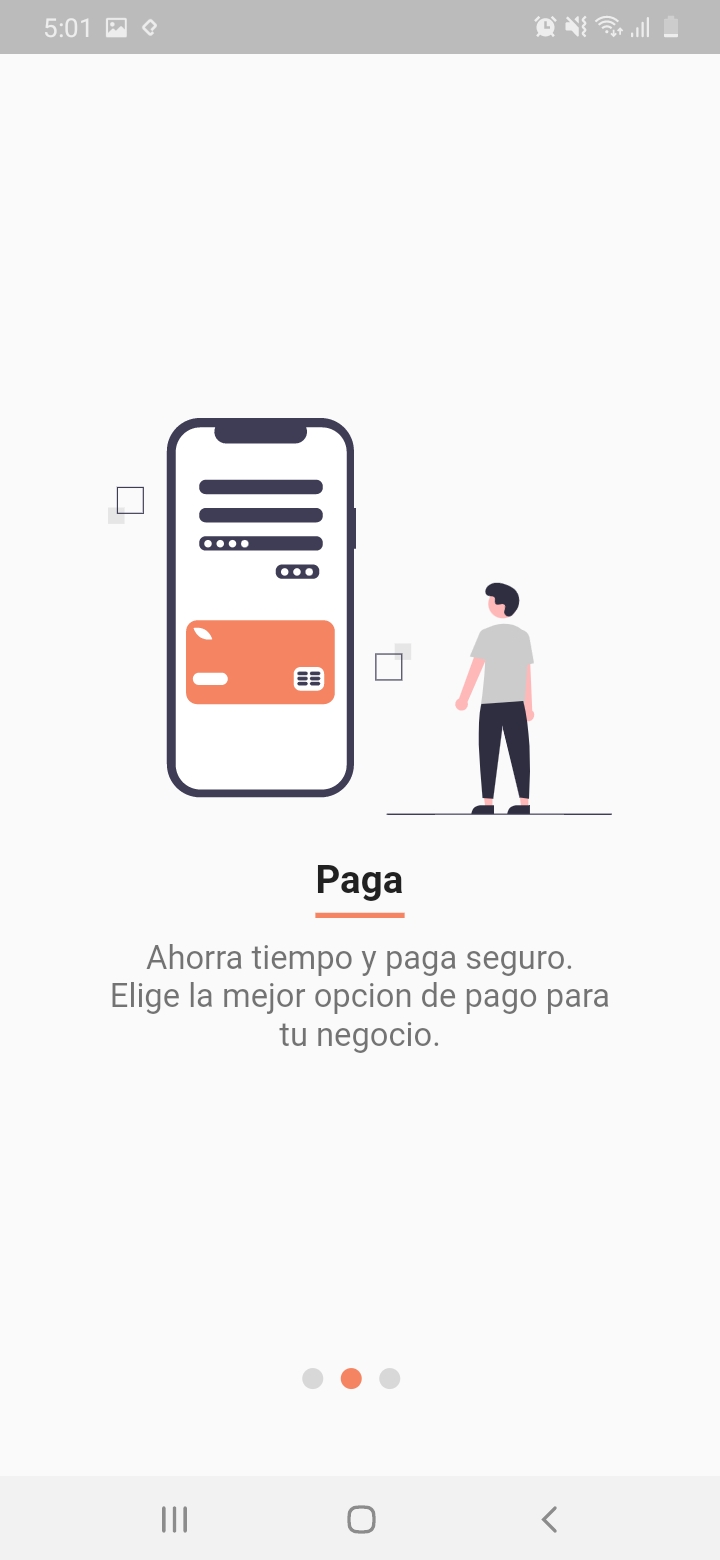 5:01
Paga
Ahorra tiempo y paga seguro.
Elige la mejor opcion de pago para
tu negocio.